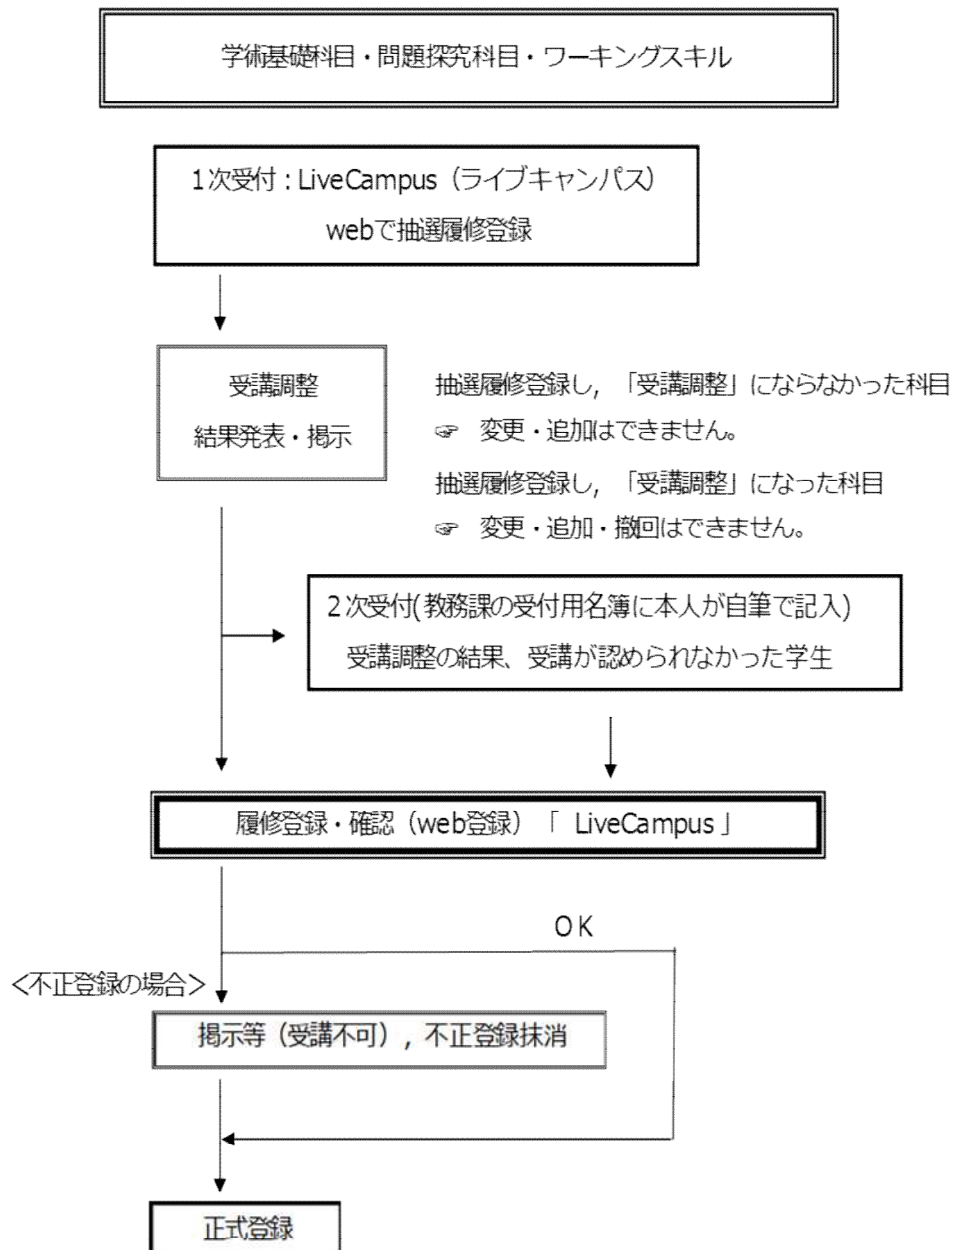 学術基礎科目・問題探究科目・ワーキングスキル
1次受付：LiveCampus（ライブキャンパス）
webで抽選履修登録
受講調整
結果発表・掲示
抽選履修登録し，「受講調整」にならなかった科目
☞ 変更・追加はできません。
抽選履修登録し，「受講調整」になった科目
☞ 変更・追加・撤回はできません。
2次受付(教務課の受付用名簿に本人が自筆で記入)
受講調整の結果、受講が認められなかった学生
履修登録・確認（web登録）「 LiveCampus」
OK
＜不正登録の場合＞
掲示等（受講不可），不正登録抹消
正式登録